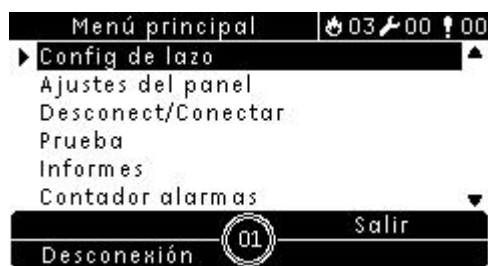 Menú principal 03 00 00
Config de lazo
Ajustes del panel
Desconect/Conectar
Prueba
Informes
Contador alarmas
Salir
01
Desconexión